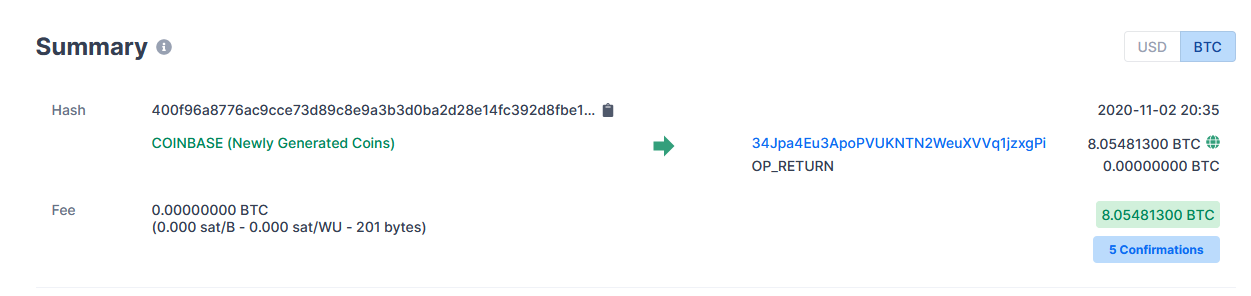 Summary
USD BTC
Hash 400f96a8776ac9cce73d89c8e9a3b3d0ba2d28e14fc392d8fbe1... 2020-11-02 20:35
COINBASE (Newly Generated Coins) 34Jpa4Eu3ApoPVUKNTN2WeuXVVq1jzxgPi 8.05481300 BTC
OP_RETURN 0.00000000 BTC
Fee 0.00000000 BTC 8.05481300 BTC
(0.000 sat/B - 0.000 sat/WU - 201 bytes)
5 Confirmations